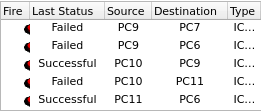 Fire Last Status Source Destination Type
Failed PC9 PC7 IC...
Failed PC9 PC6 IC...
Successful PC10 PC9 IC...
Failed PC10 PC11 IC...
Successful PC11 PC6 IC...